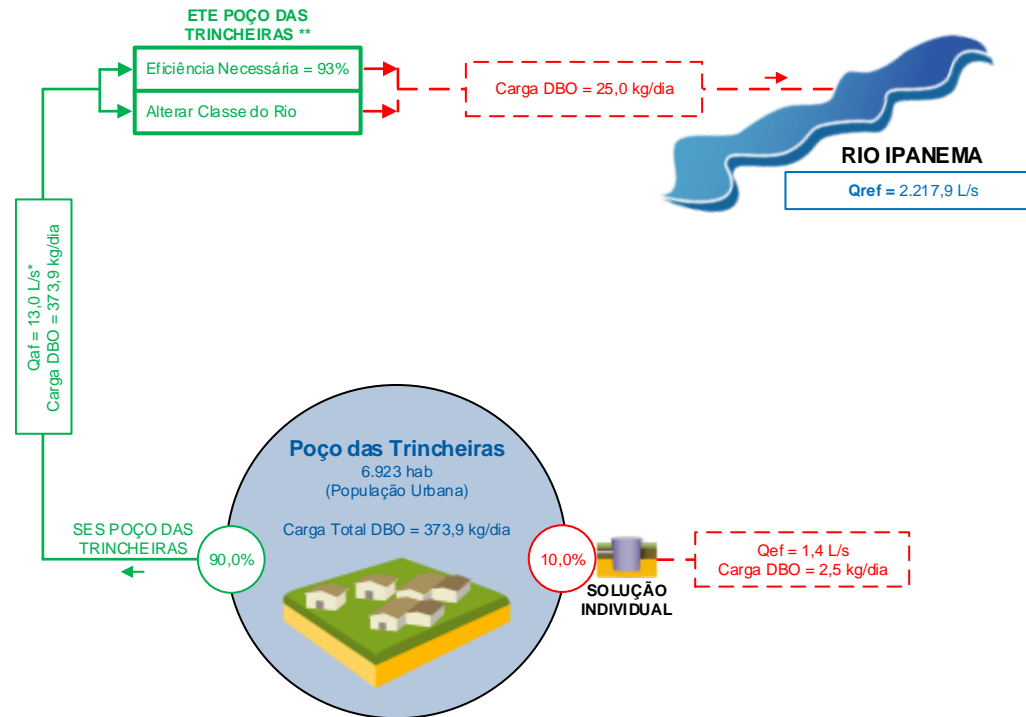 ETE POÇO DAS
TRINCHEIRAS **
Eficiência Necessária = 93%
Alterar Classe do Rio
Carga DBO = 25,0 kg/dia
RIO IPANEMA
Qref = 2.217,9 L/s
Qaf = 13,0 L/s*
Carga DBO = 373,9 kg/dia
Poço das Trincheiras
6.923 hab
(População Urbana)
Carga Total DBO = 373,9 kg/dia
SES POÇO DAS
TRINCHEIRAS
90,0%
10,0%
SOLUÇÃO
INDIVIDUAL
Qef = 1,4 L/s
Carga DBO = 2,5 kg/dia